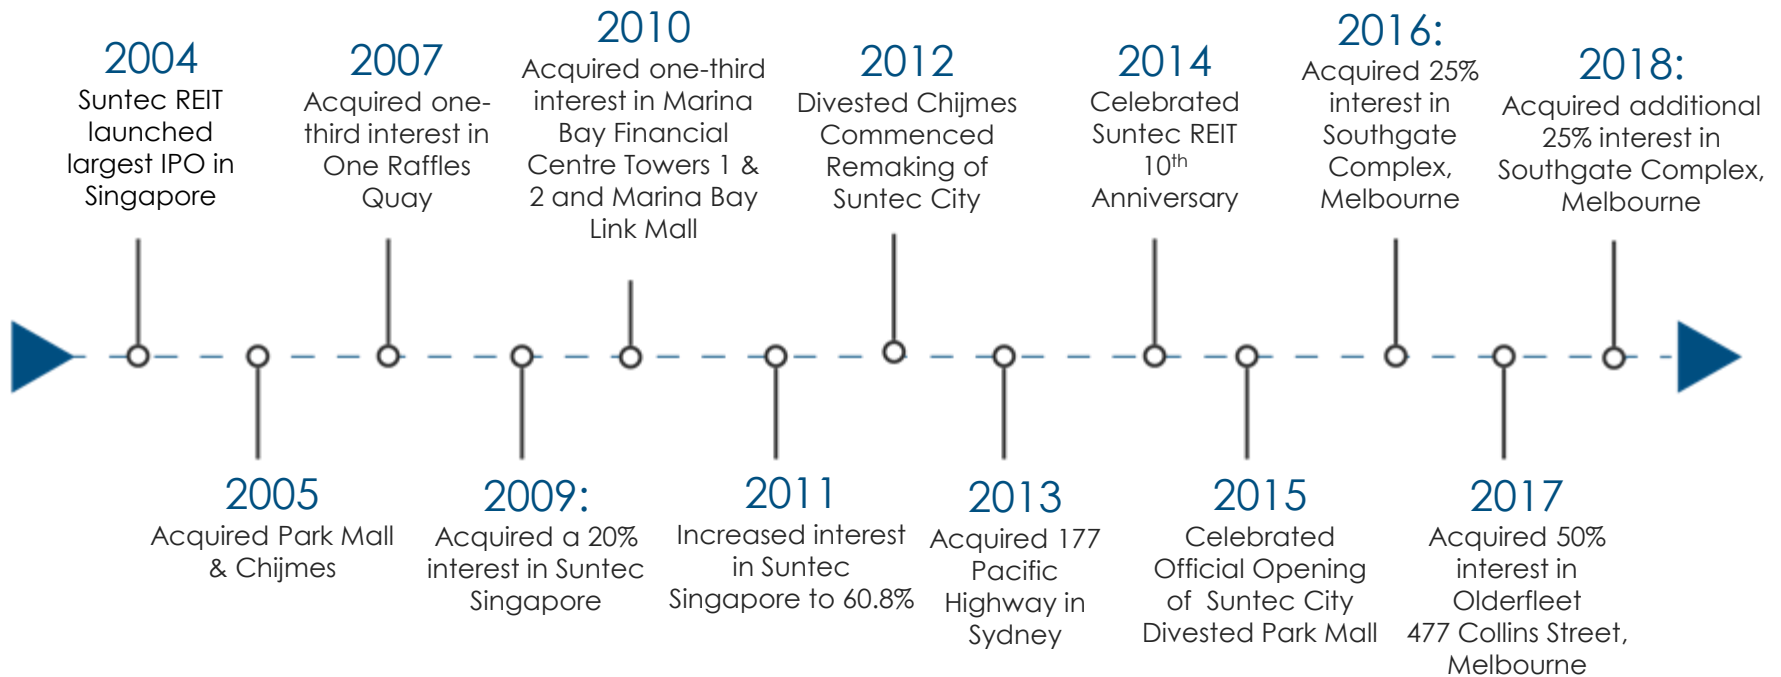 2004
Suntec REIT
launched
largest IPO in
Singapore
2007
Acquired one-
third interest in
One Raffles
Quay
2010
Acquired one-third
interest in Marina
Bay Financial
Centre Towers 1 &
2 and Marina Bay
Link Mall
2012
Divested Chijmes
Commenced
Remaking of
Suntec City
2014
Celebrated
Suntec REIT
10th
Anniversary
2016:
Acquired 25%
interest in
Southgate
Complex,
Melbourne
2018:
Acquired additional
25% interest in
Southgate Complex,
Melbourne
2005
Acquired Park Mall
& Chijmes
2009:
Acquired a 20%
interest in Suntec
Singapore
2011
Increased interest
in Suntec
Singapore to 60.8%
2013
Acquired 177
Pacific
Highway in
Sydney
2015
Celebrated
Official Opening
of Suntec City
Divested Park Mall
2017
Acquired 50%
interest in
Olderfleet
477 Collins Street,
Melbourne